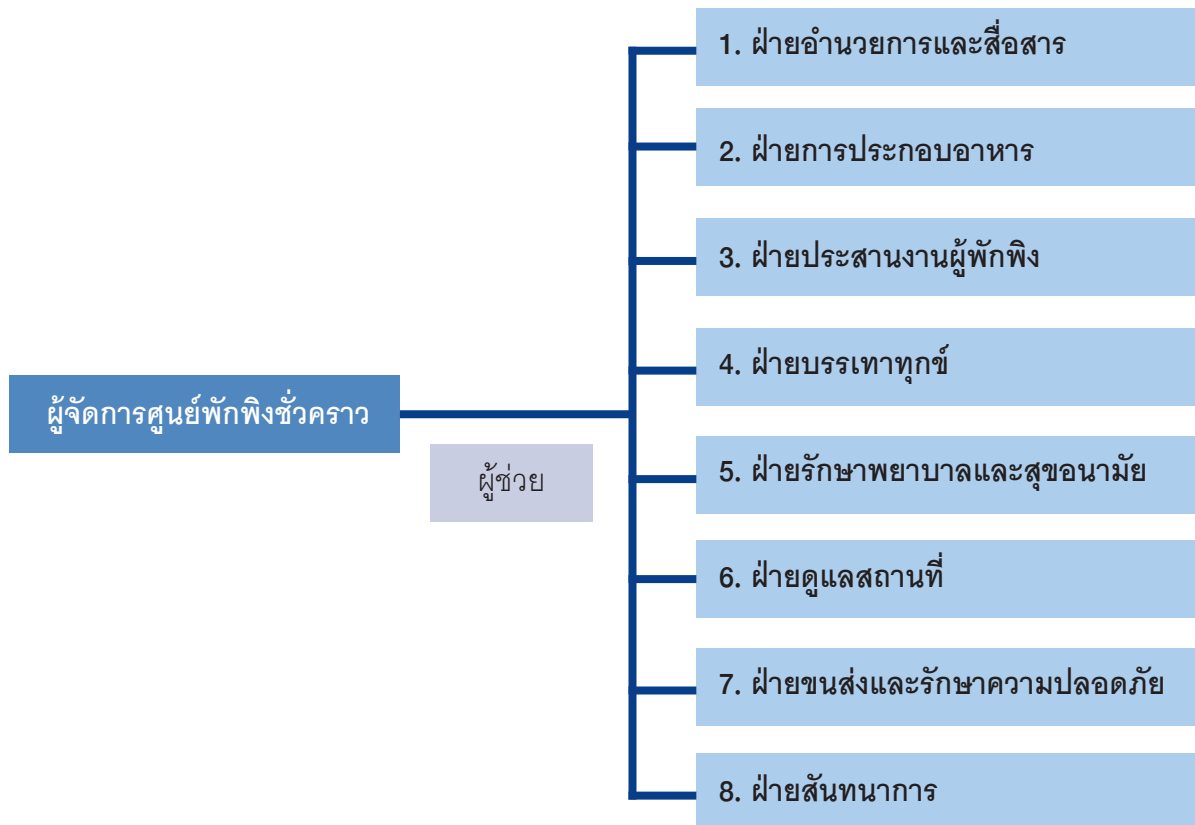 ผู้จัดการศูนย์พักพิงชั่วคราว
ผู้ช่วย
1. ฝ่ายอำนวยการและสื่อสาร
2. ฝ่ายการประกอบอาหาร
3. ฝ่ายประสานงานผู้พักพิง
4. ฝ่ายบรรเทาทุกข์
5. ฝ่ายรักษาพยาบาลและสุขอนามัย
6. ฝ่ายดูแลสถานที่
7. ฝ่ายขนส่งและรักษาความปลอดภัย
8. ฝ่ายสันทนาการ